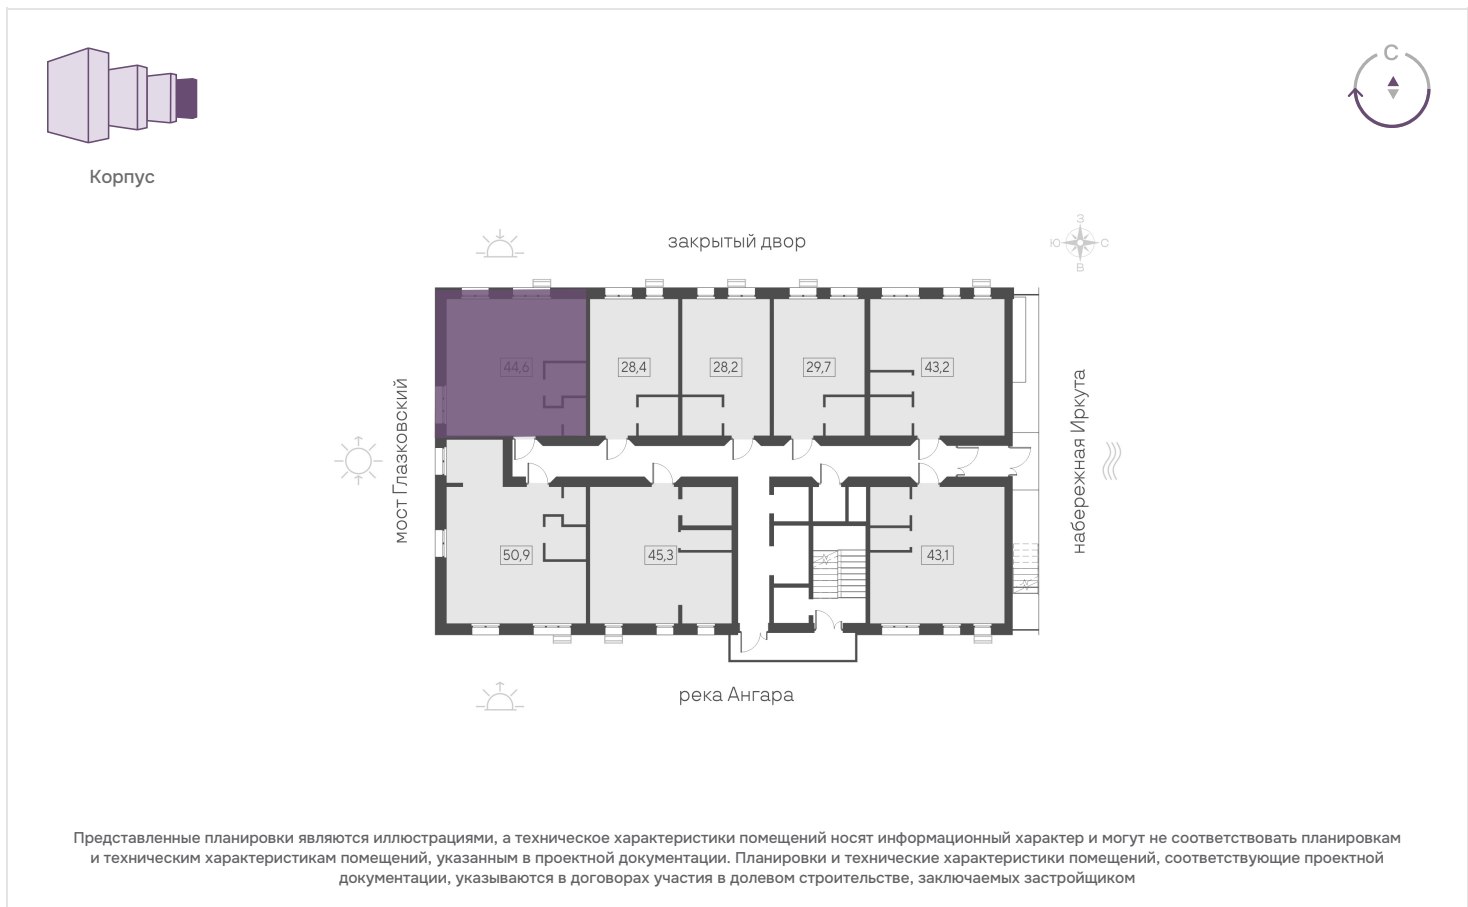 С
Корпус
закрытый двор
З
Ю
С
В
44,6
28,4
28,2
29,7
43,2
мост Глазковский
набережная Иркута
50,9
45,3
43,1
река Ангара
Представленные планировки являются иллюстрациями, а техническое характеристики помещений носят информационный характер и могут не соответствовать планировкам
и техническим характеристикам помещений, указанным в проектной документации. Планировки и технические характеристики помещений, соответствующие проектной
документации, указываются в договорах участия в долевом строительстве, заключаемых застройщиком